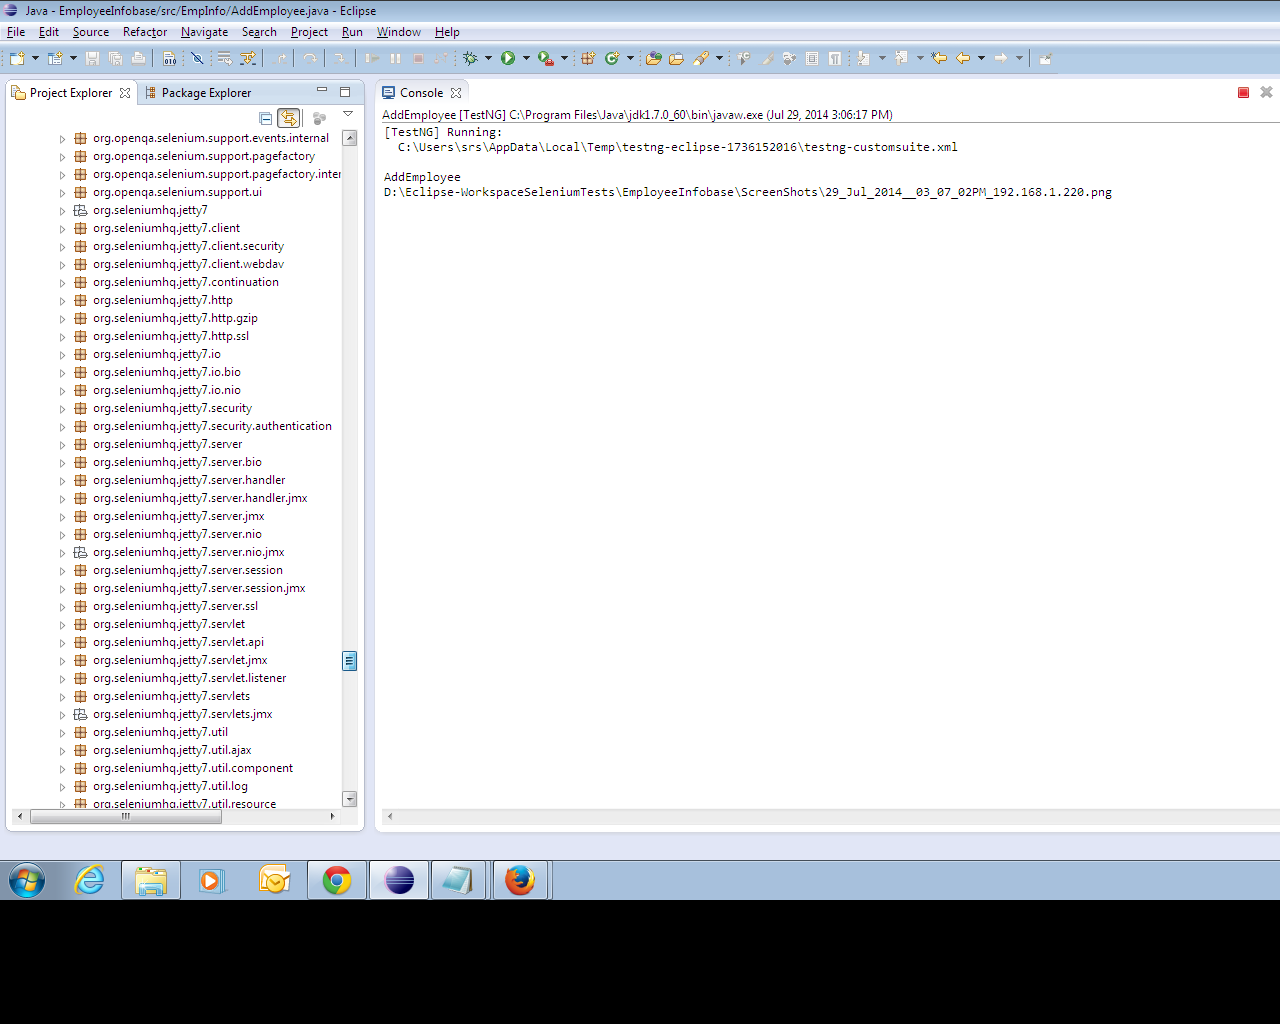 Java - EmployeeInfobase/src/EmpInfo/AddEmployee.java - Eclipse
File Edit Source Refactor Navigate Search Project Run Window Help
Project Explorer Package Explorer
org.openqa.selenium.support.events.internal
org.openqa.selenium.support.pagefactory
org.openqa.selenium.support.pagefactory.inter
org.openqa.selenium.support.ui
org.seleniumhq.jetty7
org.seleniumhq.jetty7.client
org.seleniumhq.jetty7.client.security
org.seleniumhq.jetty7.client.webdav
org.seleniumhq.jetty7.continuation
org.seleniumhq.jetty7.http
org.seleniumhq.jetty7.http.gzip
org.seleniumhq.jetty7.http.ssl
org.seleniumhq.jetty7.io
org.seleniumhq.jetty7.io.bio
org.seleniumhq.jetty7.io.nio
org.seleniumhq.jetty7.security
org.seleniumhq.jetty7.security.authentication
org.seleniumhq.jetty7.server
org.seleniumhq.jetty7.server.bio
org.seleniumhq.jetty7.server.handler
org.seleniumhq.jetty7.server.handler.jmx
org.seleniumhq.jetty7.server.jmx
org.seleniumhq.jetty7.server.nio
org.seleniumhq.jetty7.server.nio.jmx
org.seleniumhq.jetty7.server.session
org.seleniumhq.jetty7.server.session.jmx
org.seleniumhq.jetty7.server.ssl
org.seleniumhq.jetty7.servlet
org.seleniumhq.jetty7.servlet.api
org.seleniumhq.jetty7.servlet.jmx
org.seleniumhq.jetty7.servlet.listener
org.seleniumhq.jetty7.servlets
org.seleniumhq.jetty7.servlets.jmx
org.seleniumhq.jetty7.util
org.seleniumhq.jetty7.util.ajax
org.seleniumhq.jetty7.util.component
org.seleniumhq.jetty7.util.log
org.seleniumhq.jetty7.util.resource
Console
AddEmployee [TestNG] C:\Program Files\Java\jdk1.7.0_60\bin\javaw.exe (Jul 29, 2014 3:06:17 PM)
[TestNG] Running:
C:\Users\srs\AppData\Local\Temp\testng-eclipse-1736152016\testng-customsuite.xml
AddEmployee
D:\Eclipse-WorkspaceSeleniumTests\EmployeeInfobase\ScreenShots\29_Jul_2014__03_07_02PM_192.168.1.220.png